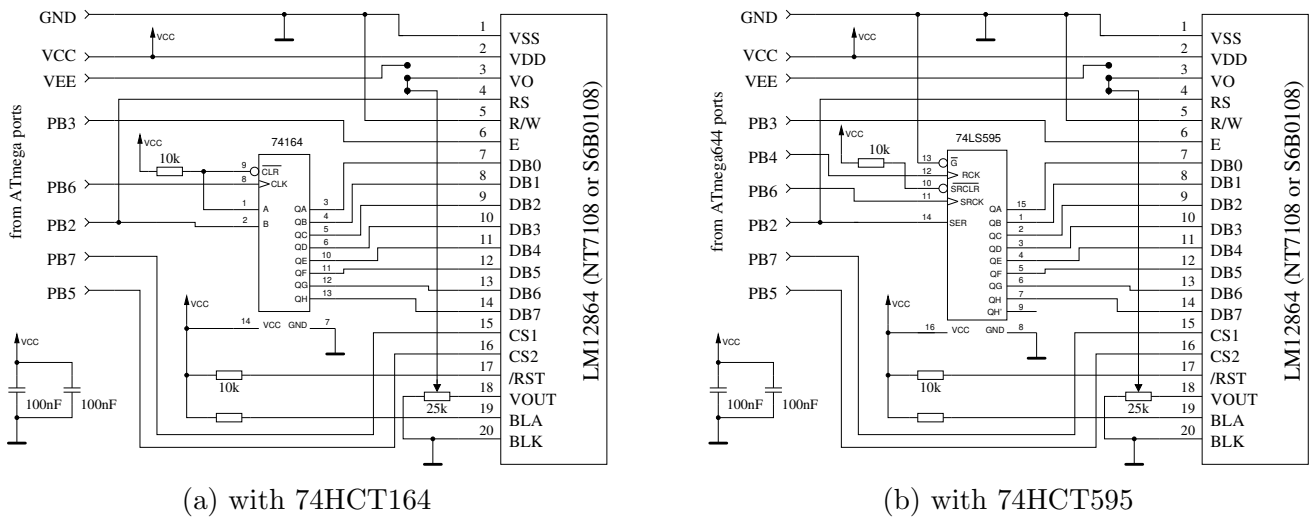 GND
VCC
VEE
PB3
PB6
PB2
PB7
PB5
from ATmega ports
VCC
VCC
10k
74164
9 CLR
8 CLK
1 A
2 B
QA 3
QB 4
QC 5
QD 6
QE 10
QF 11
QG 12
QH 13
14 VCC GND 7
VCC
VCC
100nF 100nF
10k
25k
1 VSS
2 VDD
3 VO
4 RS
5 R/W
6 E
7 DB0
8 DB1
9 DB2
10 DB3
11 DB4
12 DB5
13 DB6
14 DB7
15 CS1
16 CS2
17 /RST
18 VOUT
19 BLA
20 BLK
LM12864 (NT7108 or S6B0108)
(a) with 74HCT164
GND
VCC
VEE
PB3
PB4
PB6
PB2
PB7
PB5
from ATmega644 ports
VCC
VCC
10k
74LS595
13 G
12 RCK
10 SRCLR
11 SRCK
14 SER
QA 15
QB 1
QC 2
QD 3
QE 4
QF 5
QG 6
QH 7
QH' 9
16 VCC GND 8
VCC
VCC
100nF 100nF
10k
25k
1 VSS
2 VDD
3 VO
4 RS
5 R/W
6 E
7 DB0
8 DB1
9 DB2
10 DB3
11 DB4
12 DB5
13 DB6
14 DB7
15 CS1
16 CS2
17 /RST
18 VOUT
19 BLA
20 BLK
LM12864 (NT7108 or S6B0108)
(b) with 74HCT595